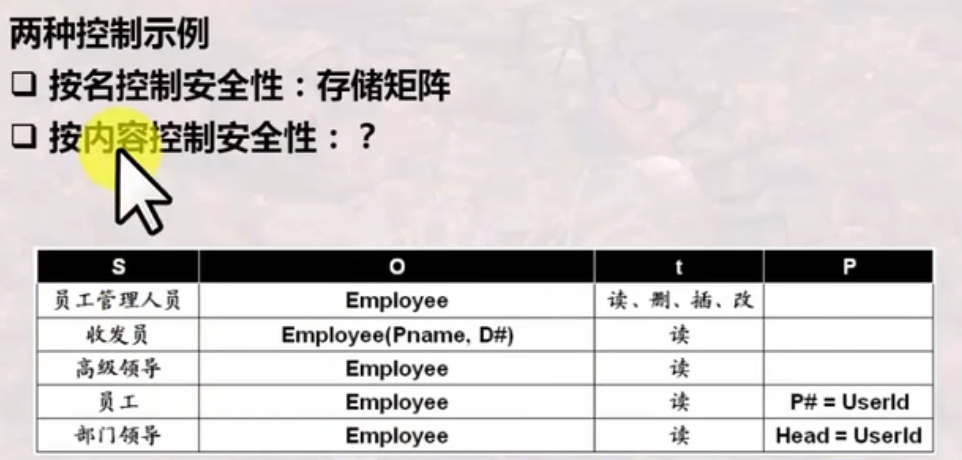 两种控制示例
❑ 按名控制安全性：存储矩阵
❑ 按内容控制安全性：？
S O t P
员工管理人员 Employee 读、删、插、改
收发员 Employee(Pname, D#) 读
高级领导 Employee 读
员工 Employee 读 P# = UserId
部门领导 Employee 读 Head = UserId